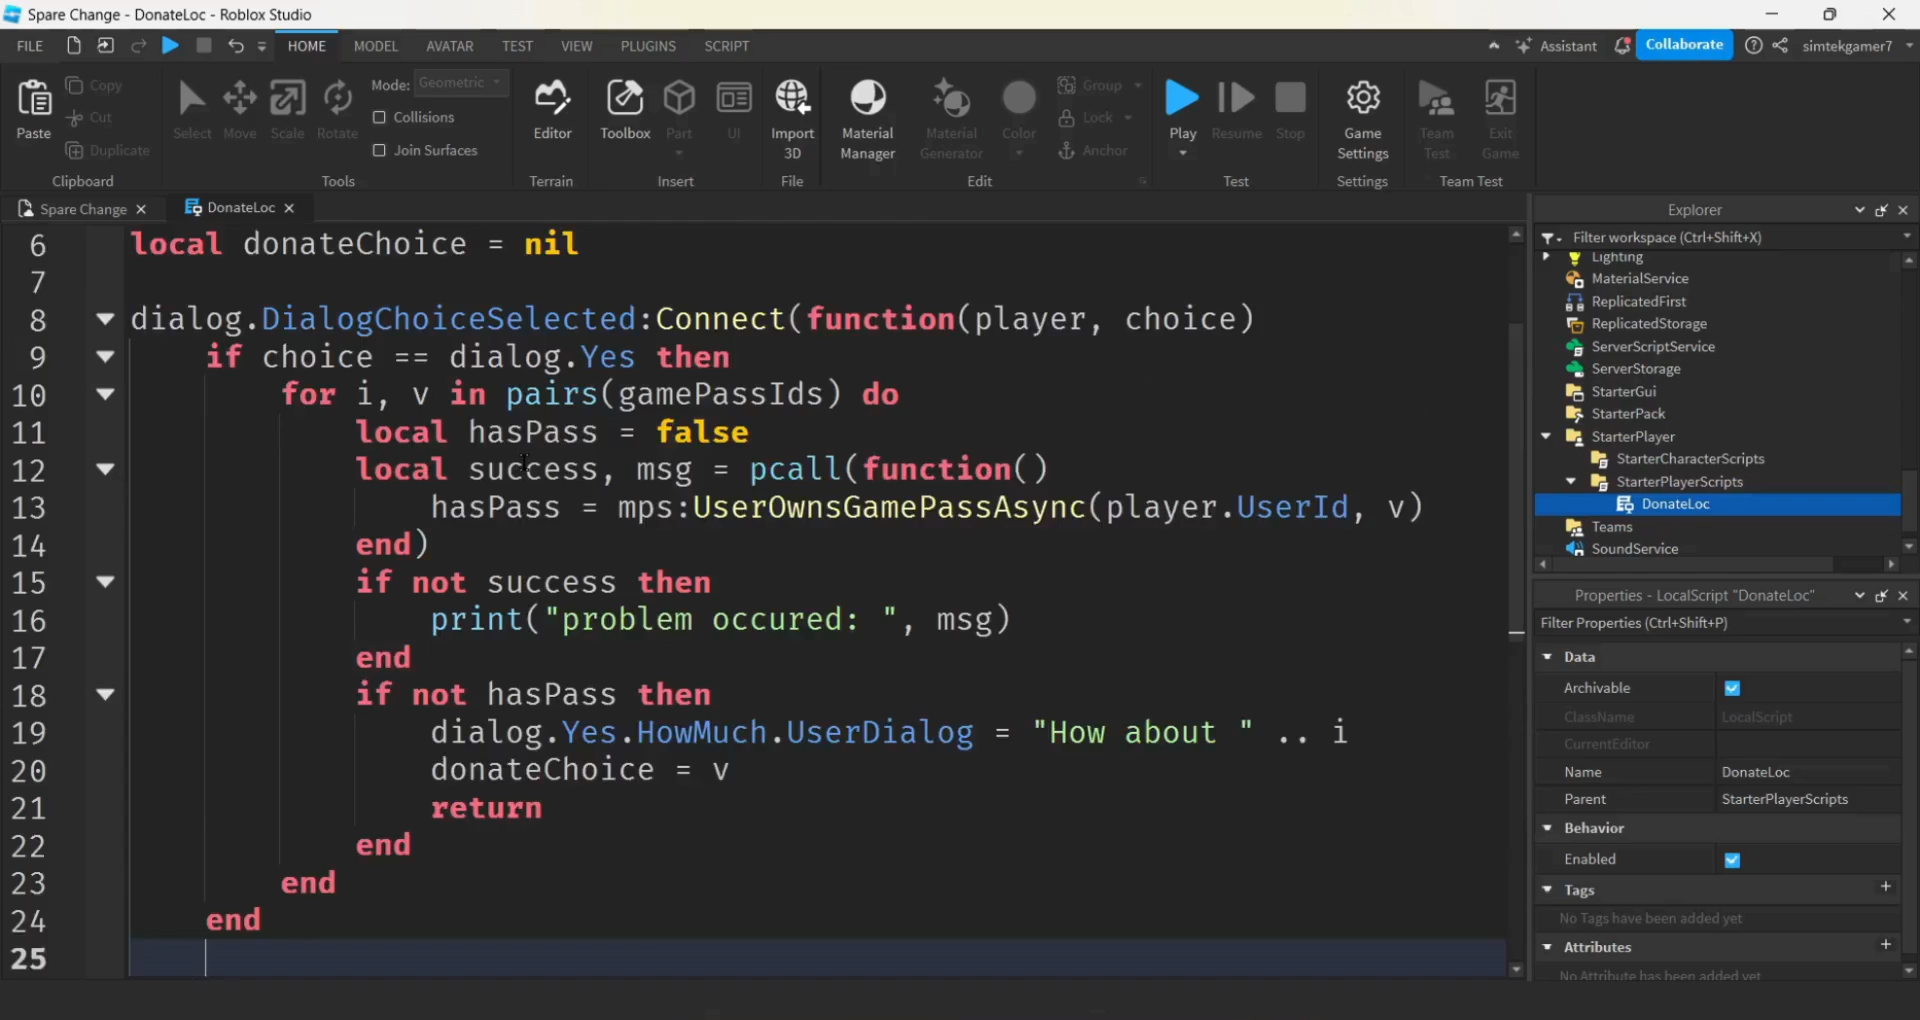 Spare Change - DonateLoc - Roblox Studio
FILE HOME MODEL AVATAR TEST VIEW PLUGINS SCRIPT Assistant Collaborate simtekgamer7
Paste Copy Cut Duplicate
Clipboard
Select Move Scale Rotate
Mode: Geometric
Collisions
Join Surfaces
Tools
Editor
Terrain
Toolbox Part UI
Insert
Import 3D
File
Material Manager
Material Generator
Color
Group
Lock
Anchor
Edit
Play Resume Stop
Test
Game Settings
Settings
Team Test
Exit Game
Team Test
Spare Change DonateLoc
6 local donateChoice = nil
7
8 dialog.DialogChoiceSelected:Connect(function(player, choice)
9 if choice == dialog.Yes then
10 for i, v in pairs(gamePassIds) do
11 local hasPass = false
12 local success, msg = pcall(function()
13 hasPass = mps:UserOwnsGamePassAsync(player.UserId, v)
14 end)
15 if not success then
16 print("problem occured: ", msg)
17 end
18 if not hasPass then
19 dialog.Yes.HowMuch.UserDialog = "How about " .. i
20 donateChoice = v
21 return
22 end
23 end
24 end
25
Explorer
Filter workspace (Ctrl+Shift+X)
Lighting
MaterialService
ReplicatedFirst
ReplicatedStorage
ServerScriptService
ServerStorage
StarterGui
StarterPack
StarterPlayer
StarterCharacterScripts
StarterPlayerScripts
DonateLoc
Teams
SoundService
Properties - LocalScript "DonateLoc"
Filter Properties (Ctrl+Shift+P)
Data
Archivable
ClassName LocalScript
CurrentEditor
Name DonateLoc
Parent StarterPlayerScripts
Behavior
Enabled
Tags +
No Tags have been added yet
Attributes +
No Attribute has been added yet